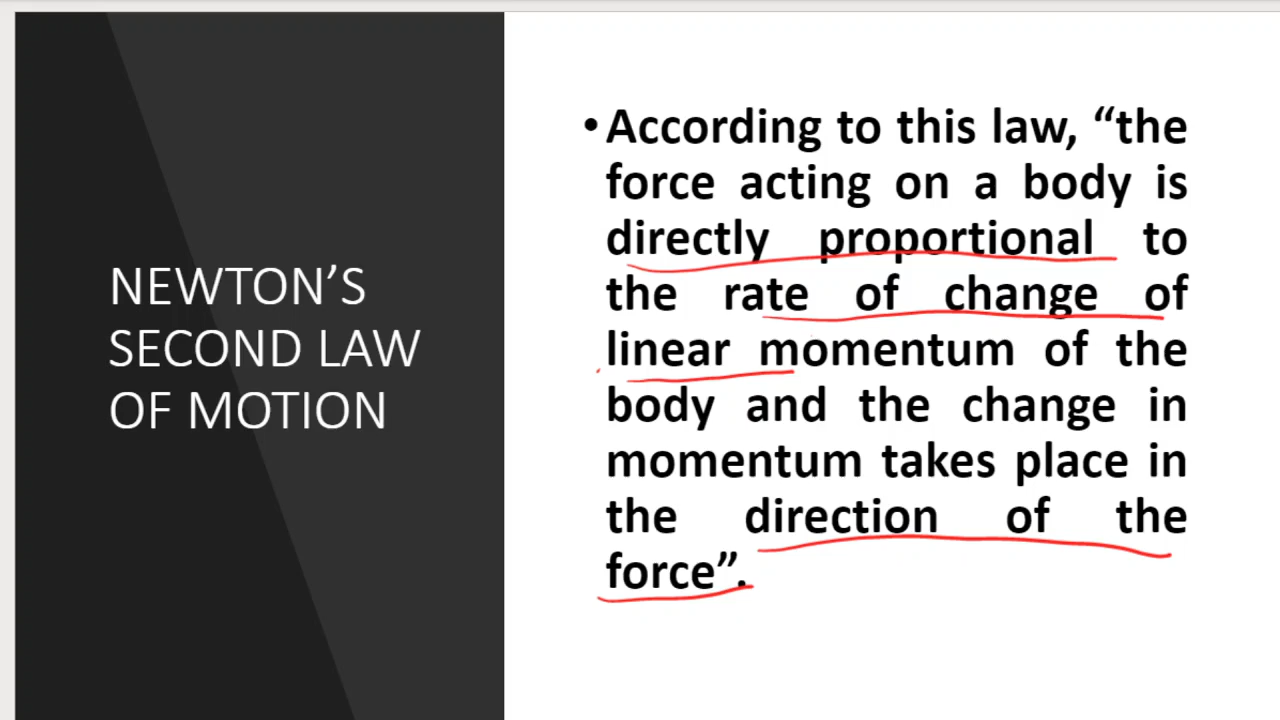 NEWTON’S
SECOND LAW
OF MOTION
• According to this law, “the
force acting on a body is
directly proportional to
the rate of change of
linear momentum of the
body and the change in
momentum takes place in
the direction of the
force”.